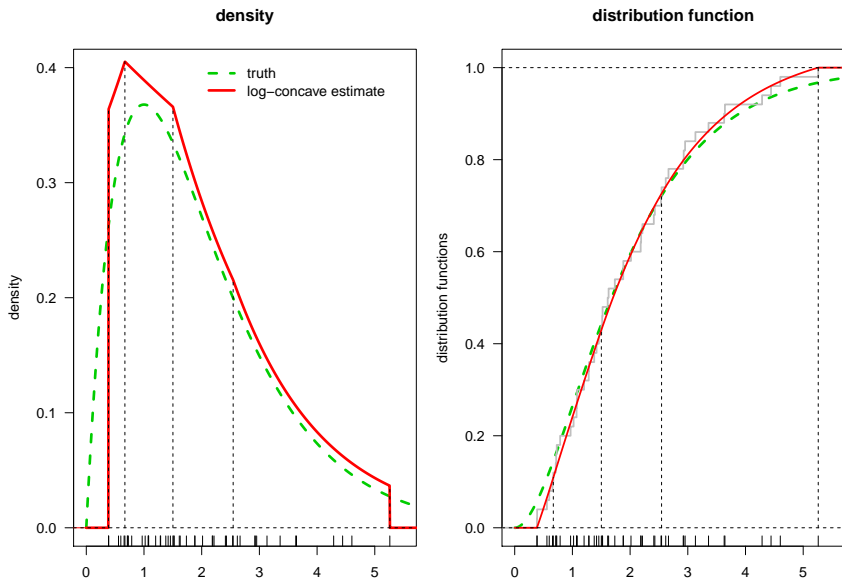 density
truth
log−concave estimate
density
0.4
0.3
0.2
0.1
0.0
0 1 2 3 4 5
distribution function
distribution functions
1.0
0.8
0.6
0.4
0.2
0.0
0 1 2 3 4 5